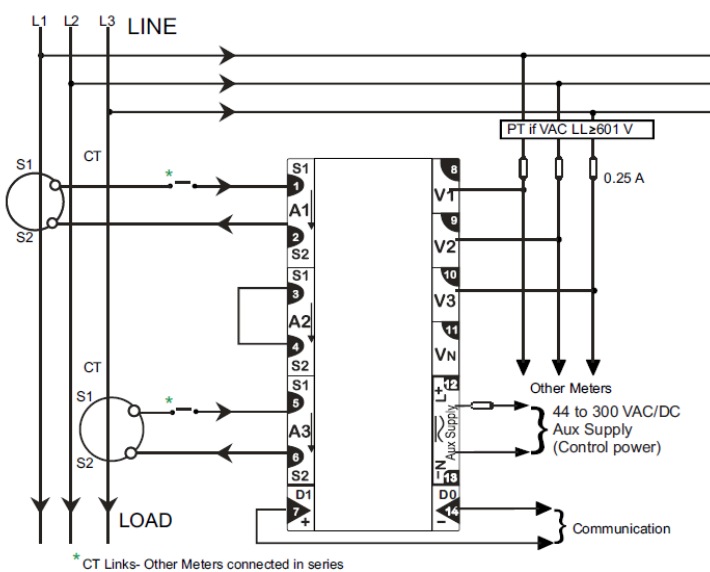 L1 L2 L3 LINE
PT if VAC LL≥601 V
0.25 A
CT
S1
S2
*
S1
1
A1
2
S2
S1
3
A2
4
S2
S1
5
A3
6
S2
D1
7
+
8
V1
9
V2
10
V3
11
VN
12
L+
Aux Supply
N-
13
D0
14
-
CT
S1
S2
*
Other Meters
44 to 300 VAC/DC
Aux Supply
(Control power)
Communication
LOAD
* CT Links- Other Meters connected in series